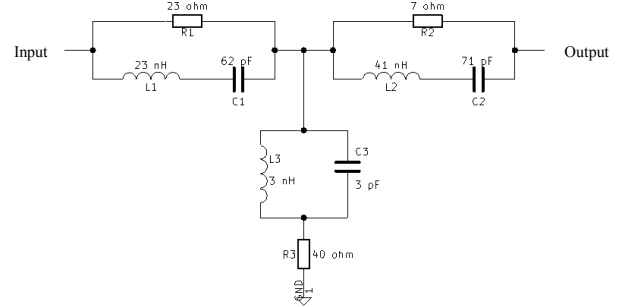 23 ohm
7 ohm
R1
R2
Input
Output
23 nH
62 pF
41 nH
71 pF
L1
C1
L2
C2
L3
C3
3 nH
3 pF
R3
40 ohm
GND
1